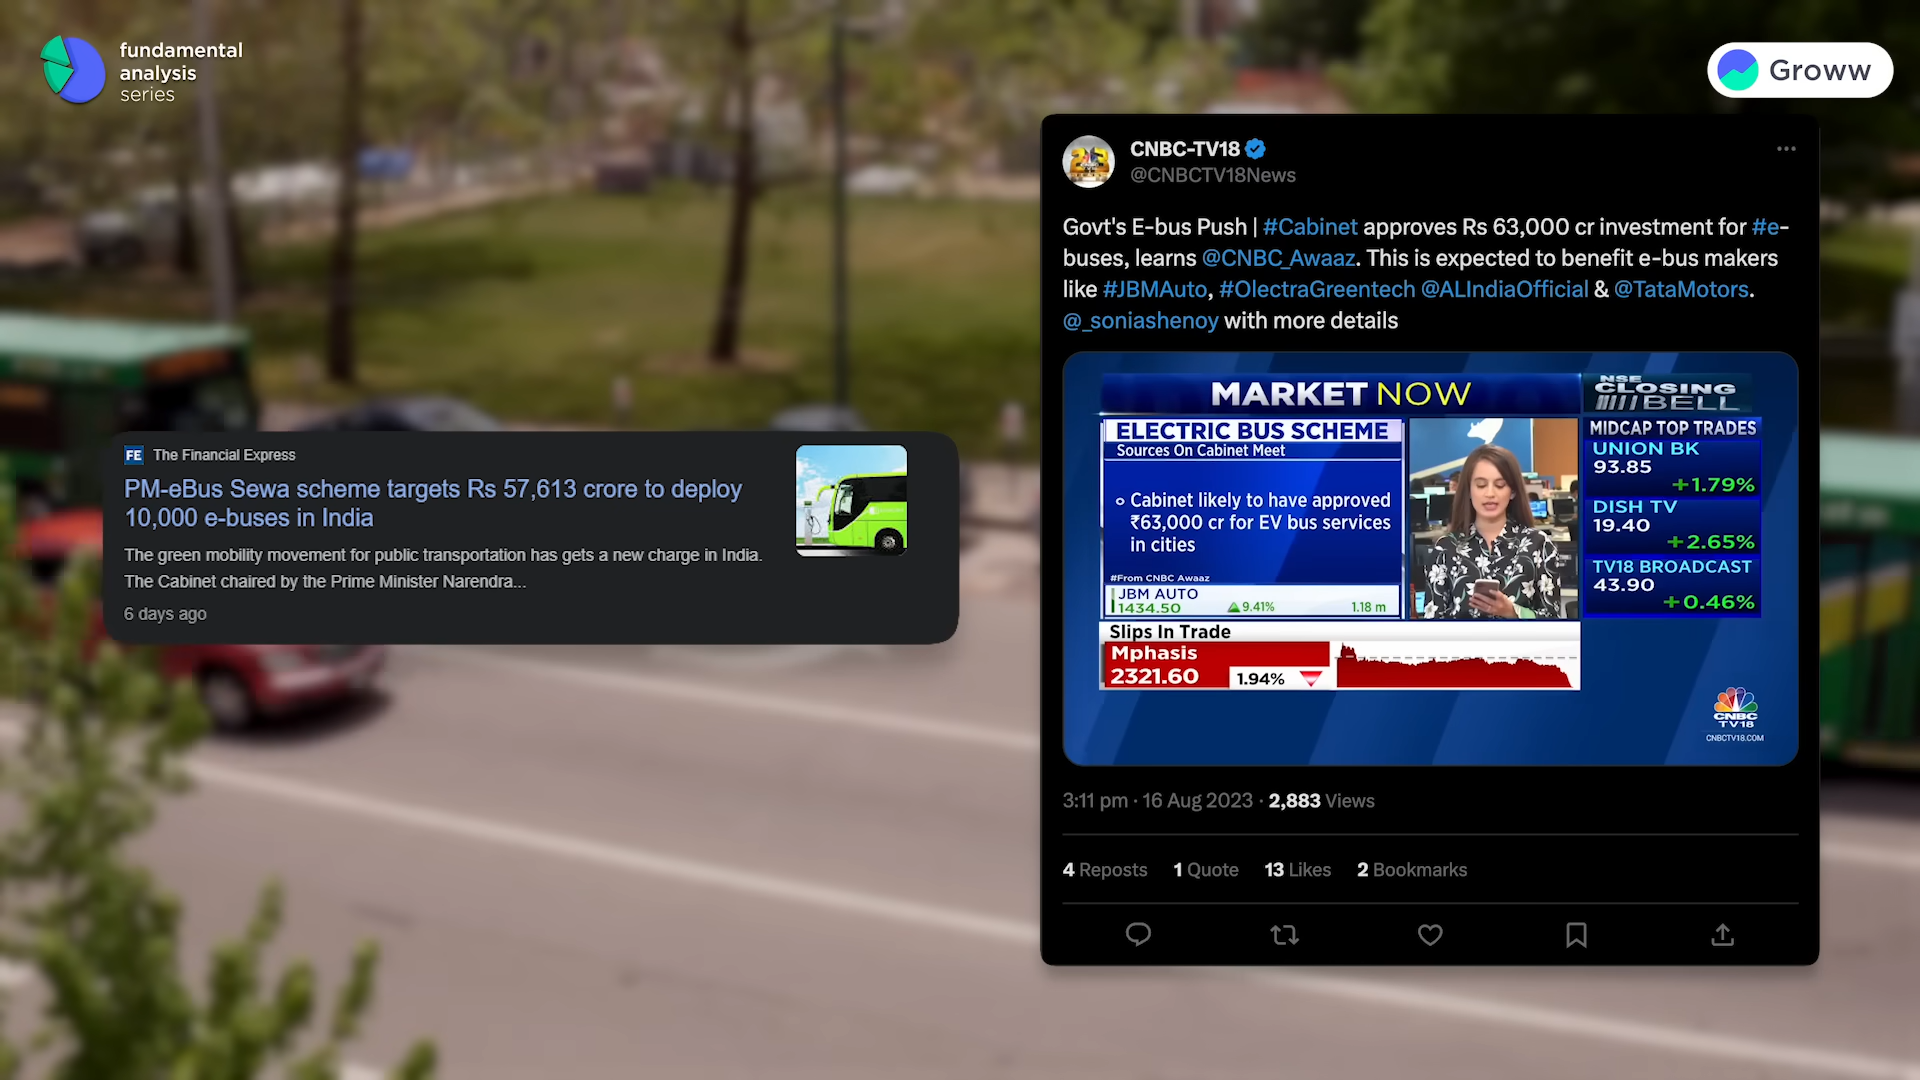 fundamental
analysis
series
Groww
FE The Financial Express
PM-eBus Sewa scheme targets Rs 57,613 crore to deploy
10,000 e-buses in India
The green mobility movement for public transportation has gets a new charge in India.
The Cabinet chaired by the Prime Minister Narendra...
6 days ago
CNBC-TV18
@CNBCTV18News
Govt's E-bus Push | #Cabinet approves Rs 63,000 cr investment for #e-
buses, learns @CNBC_Awaaz. This is expected to benefit e-bus makers
like #JBMAuto, #OlectraGreentech @ALIndiaOfficial & @TataMotors.
@_soniashenoy with more details
MARKET NOW
ELECTRIC BUS SCHEME
Sources On Cabinet Meet
Cabinet likely to have approved
₹63,000 cr for EV bus services
in cities
#From CNBC Awaaz
JBM AUTO
1434.50 9.41% 1.18 m
Slips In Trade
Mphasis
2321.60 1.94%
NSE
CLOSING
BELL
MIDCAP TOP TRADES
UNION BK
93.85
+1.79%
DISH TV
19.40
+2.65%
TV18 BROADCAST
43.90
+0.46%
CNBC
TV18
CNBCTV18.COM
3:11 pm · 16 Aug 2023 · 2,883 Views
4 Reposts 1 Quote 13 Likes 2 Bookmarks